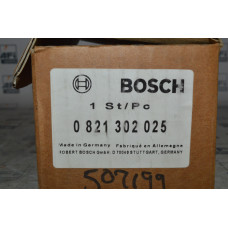 BOSCH
1 St/Pc
0 821 302 025
Made in Germany Fabriqué en Allemagne
ROBERT BOSCH GMBH, D 70049 STUTTGART, GERMANY
507199